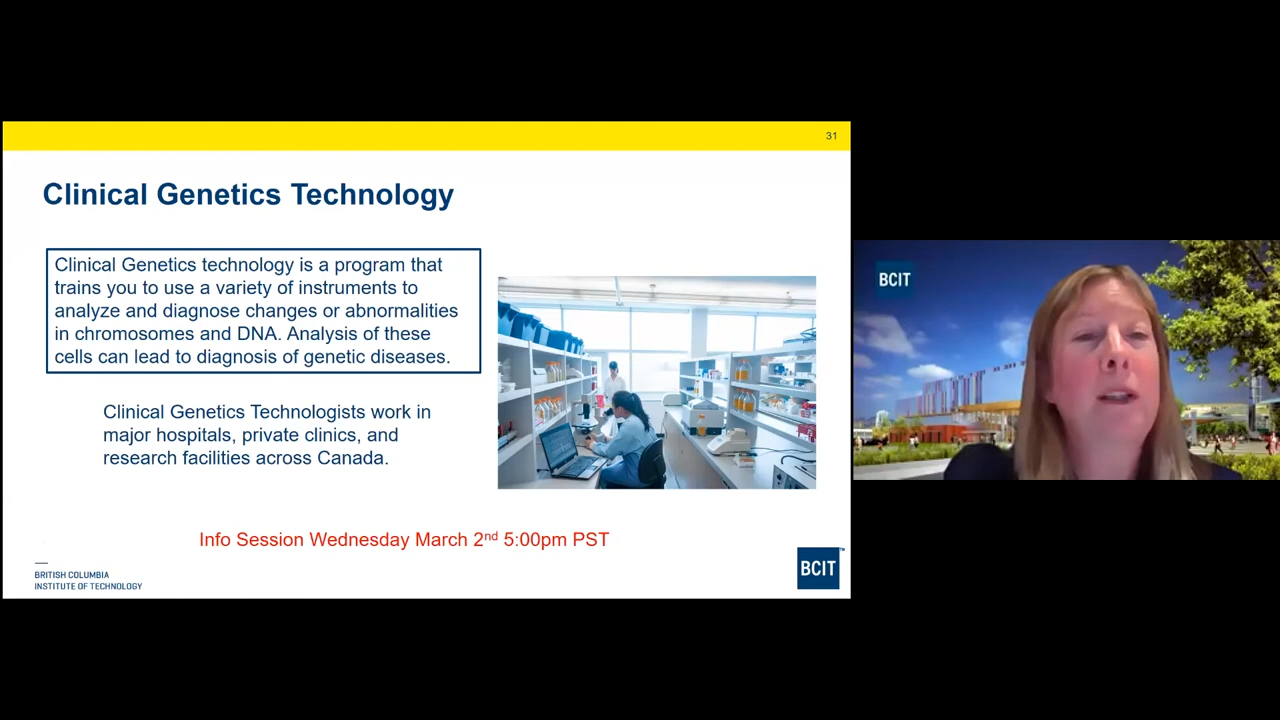 31
Clinical Genetics Technology
Clinical Genetics technology is a program that
trains you to use a variety of instruments to
analyze and diagnose changes or abnormalities
in chromosomes and DNA. Analysis of these
cells can lead to diagnosis of genetic diseases.
Clinical Genetics Technologists work in
major hospitals, private clinics, and
research facilities across Canada.
Info Session Wednesday March 2nd 5:00pm PST
BRITISH COLUMBIA
INSTITUTE OF TECHNOLOGY
BCIT™
BCIT